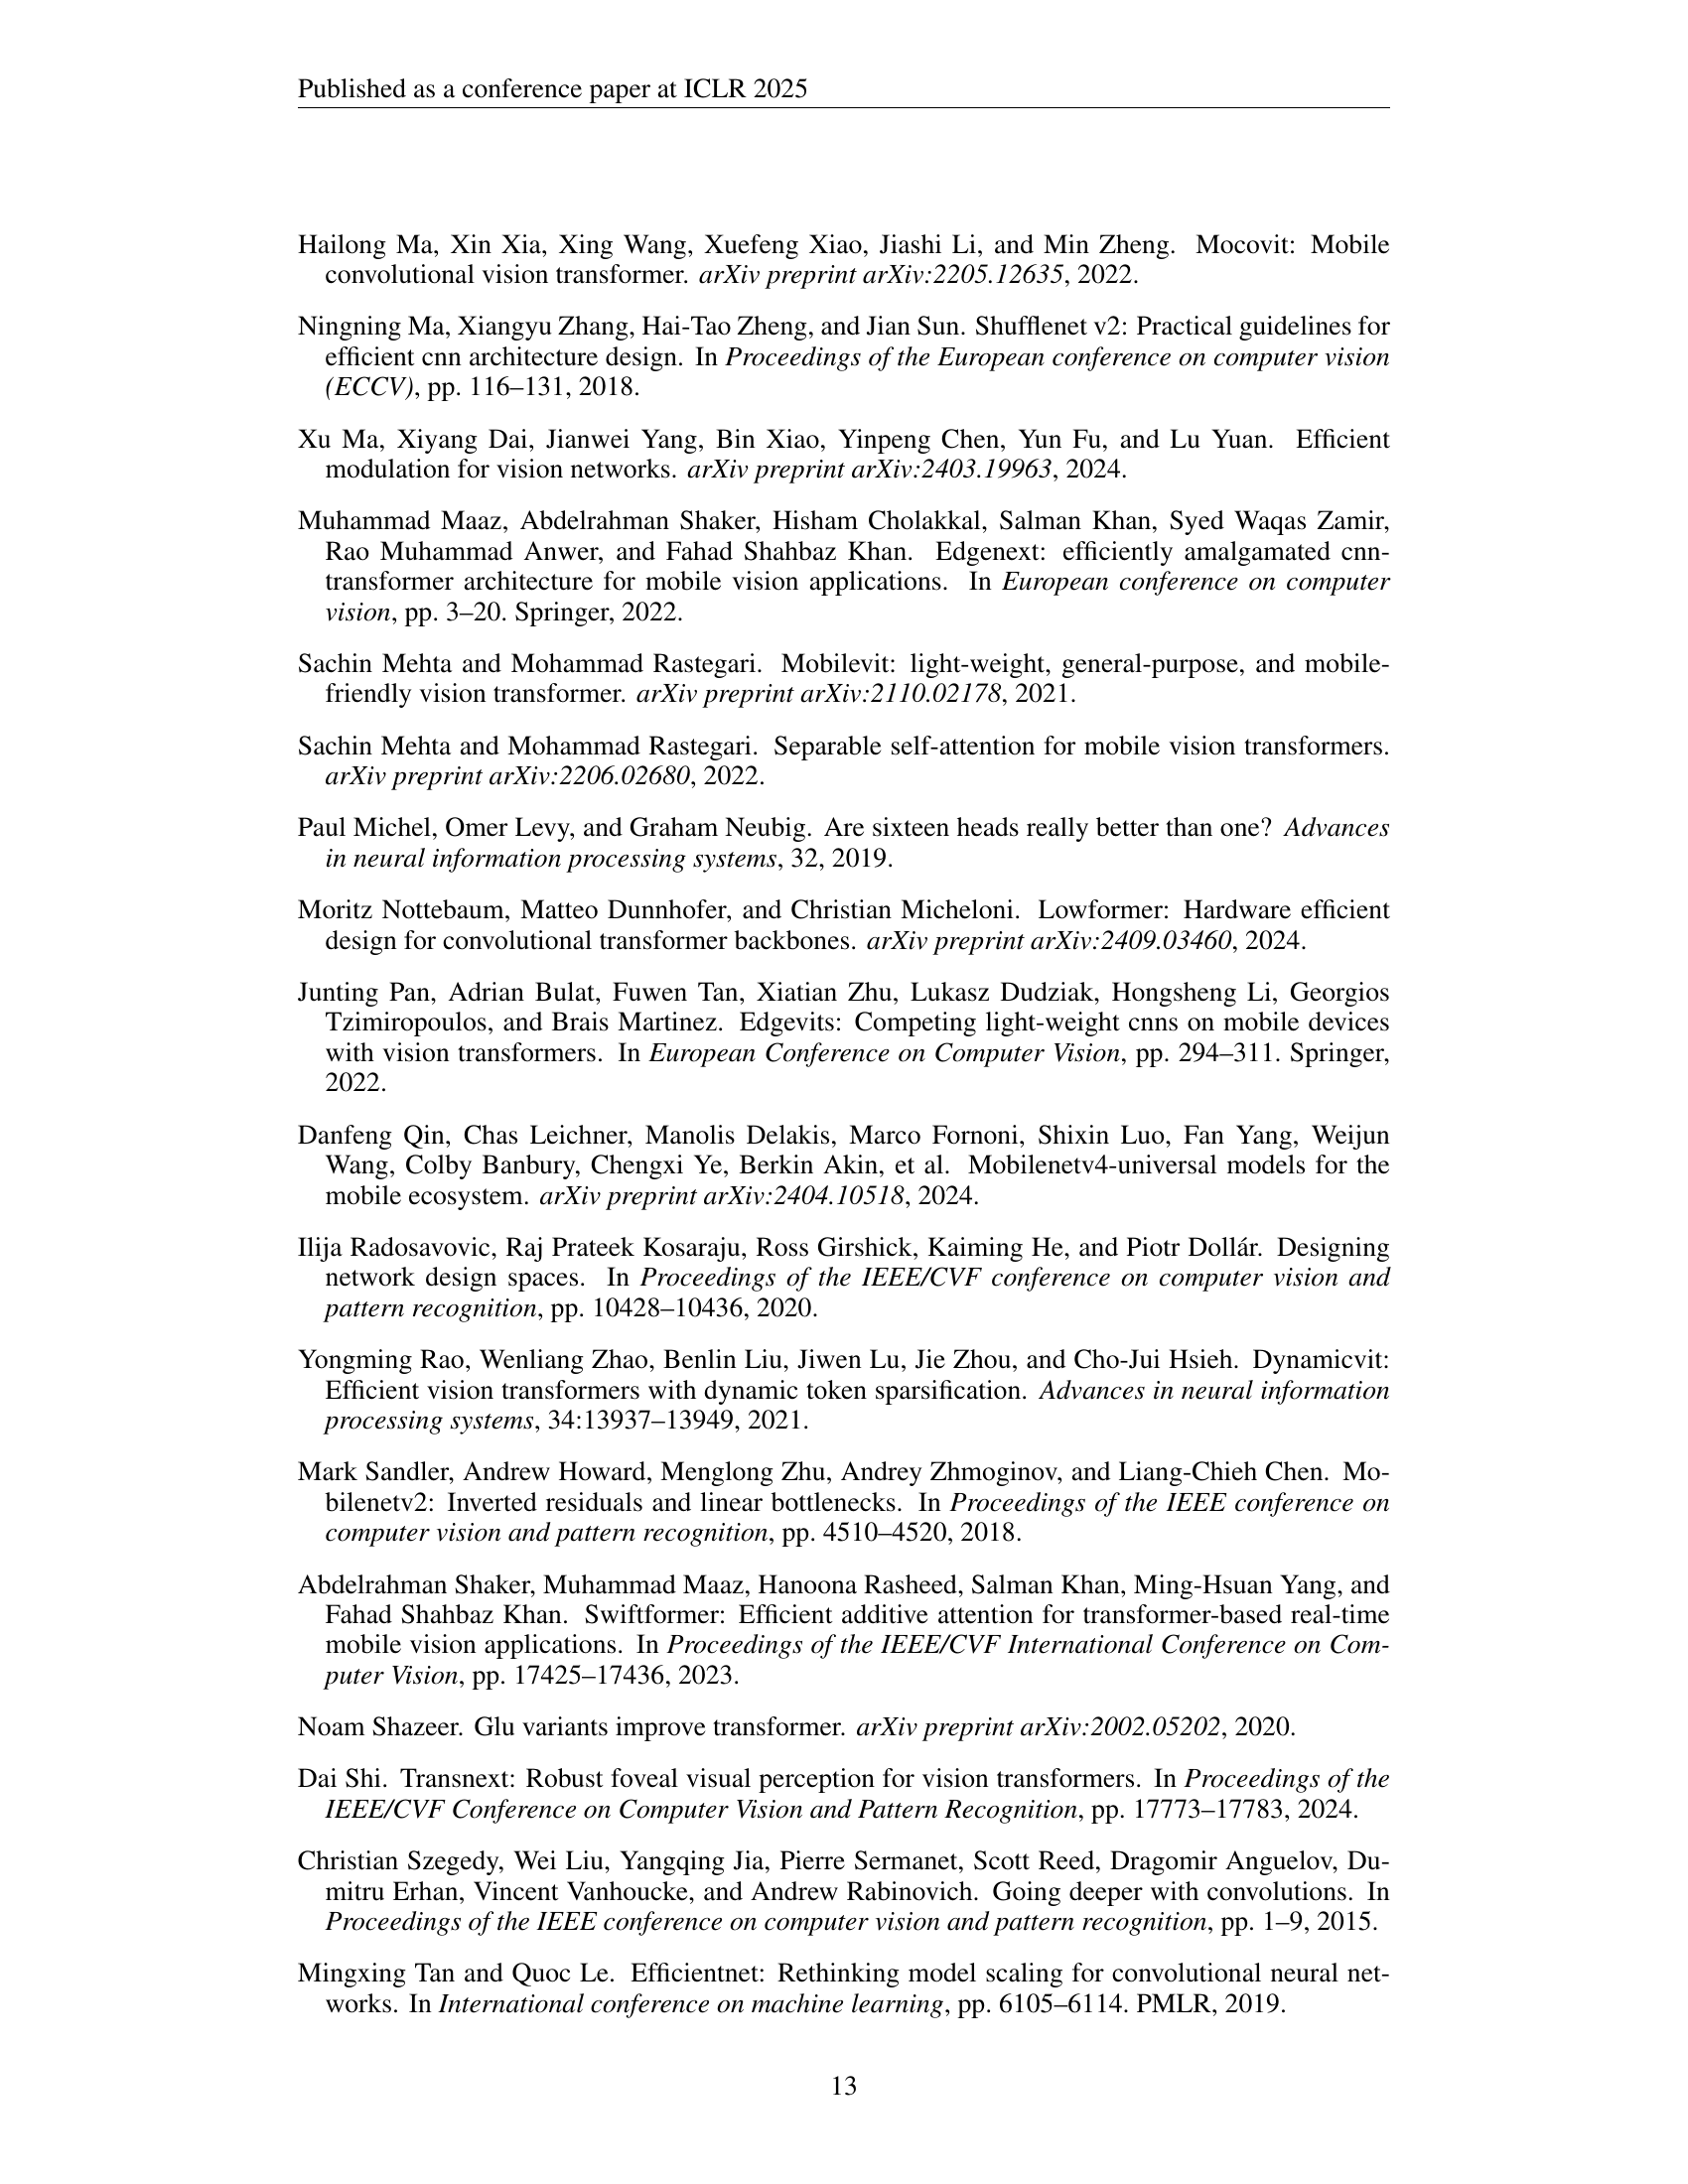 Published as a conference paper at ICLR 2025
Hailong Ma, Xin Xia, Xing Wang, Xuefeng Xiao, Jiashi Li, and Min Zheng. Mocovit: Mobile
convolutional vision transformer. arXiv preprint arXiv:2205.12635, 2022.
Ningning Ma, Xiangyu Zhang, Hai-Tao Zheng, and Jian Sun. Shufflenet v2: Practical guidelines for
efficient cnn architecture design. In Proceedings of the European conference on computer vision
(ECCV), pp. 116–131, 2018.
Xu Ma, Xiyang Dai, Jianwei Yang, Bin Xiao, Yinpeng Chen, Yun Fu, and Lu Yuan. Efficient
modulation for vision networks. arXiv preprint arXiv:2403.19963, 2024.
Muhammad Maaz, Abdelrahman Shaker, Hisham Cholakkal, Salman Khan, Syed Waqas Zamir,
Rao Muhammad Anwer, and Fahad Shahbaz Khan. Edgenext: efficiently amalgamated cnn-
transformer architecture for mobile vision applications. In European conference on computer
vision, pp. 3–20. Springer, 2022.
Sachin Mehta and Mohammad Rastegari. Mobilevit: light-weight, general-purpose, and mobile-
friendly vision transformer. arXiv preprint arXiv:2110.02178, 2021.
Sachin Mehta and Mohammad Rastegari. Separable self-attention for mobile vision transformers.
arXiv preprint arXiv:2206.02680, 2022.
Paul Michel, Omer Levy, and Graham Neubig. Are sixteen heads really better than one? Advances
in neural information processing systems, 32, 2019.
Moritz Nottebaum, Matteo Dunnhofer, and Christian Micheloni. Lowformer: Hardware efficient
design for convolutional transformer backbones. arXiv preprint arXiv:2409.03460, 2024.
Junting Pan, Adrian Bulat, Fuwen Tan, Xiatian Zhu, Lukasz Dudziak, Hongsheng Li, Georgios
Tzimiropoulos, and Brais Martinez. Edgevits: Competing light-weight cnns on mobile devices
with vision transformers. In European Conference on Computer Vision, pp. 294–311. Springer,
2022.
Danfeng Qin, Chas Leichner, Manolis Delakis, Marco Fornoni, Shixin Luo, Fan Yang, Weijun
Wang, Colby Banbury, Chengxi Ye, Berkin Akin, et al. Mobilenetv4-universal models for the
mobile ecosystem. arXiv preprint arXiv:2404.10518, 2024.
Ilija Radosavovic, Raj Prateek Kosaraju, Ross Girshick, Kaiming He, and Piotr Dollár. Designing
network design spaces. In Proceedings of the IEEE/CVF conference on computer vision and
pattern recognition, pp. 10428–10436, 2020.
Yongming Rao, Wenliang Zhao, Benlin Liu, Jiwen Lu, Jie Zhou, and Cho-Jui Hsieh. Dynamicvit:
Efficient vision transformers with dynamic token sparsification. Advances in neural information
processing systems, 34:13937–13949, 2021.
Mark Sandler, Andrew Howard, Menglong Zhu, Andrey Zhmoginov, and Liang-Chieh Chen. Mo-
bilenetv2: Inverted residuals and linear bottlenecks. In Proceedings of the IEEE conference on
computer vision and pattern recognition, pp. 4510–4520, 2018.
Abdelrahman Shaker, Muhammad Maaz, Hanoona Rasheed, Salman Khan, Ming-Hsuan Yang, and
Fahad Shahbaz Khan. Swiftformer: Efficient additive attention for transformer-based real-time
mobile vision applications. In Proceedings of the IEEE/CVF International Conference on Com-
puter Vision, pp. 17425–17436, 2023.
Noam Shazeer. Glu variants improve transformer. arXiv preprint arXiv:2002.05202, 2020.
Dai Shi. Transnext: Robust foveal visual perception for vision transformers. In Proceedings of the
IEEE/CVF Conference on Computer Vision and Pattern Recognition, pp. 17773–17783, 2024.
Christian Szegedy, Wei Liu, Yangqing Jia, Pierre Sermanet, Scott Reed, Dragomir Anguelov, Du-
mitru Erhan, Vincent Vanhoucke, and Andrew Rabinovich. Going deeper with convolutions. In
Proceedings of the IEEE conference on computer vision and pattern recognition, pp. 1–9, 2015.
Mingxing Tan and Quoc Le. Efficientnet: Rethinking model scaling for convolutional neural net-
works. In International conference on machine learning, pp. 6105–6114. PMLR, 2019.
13